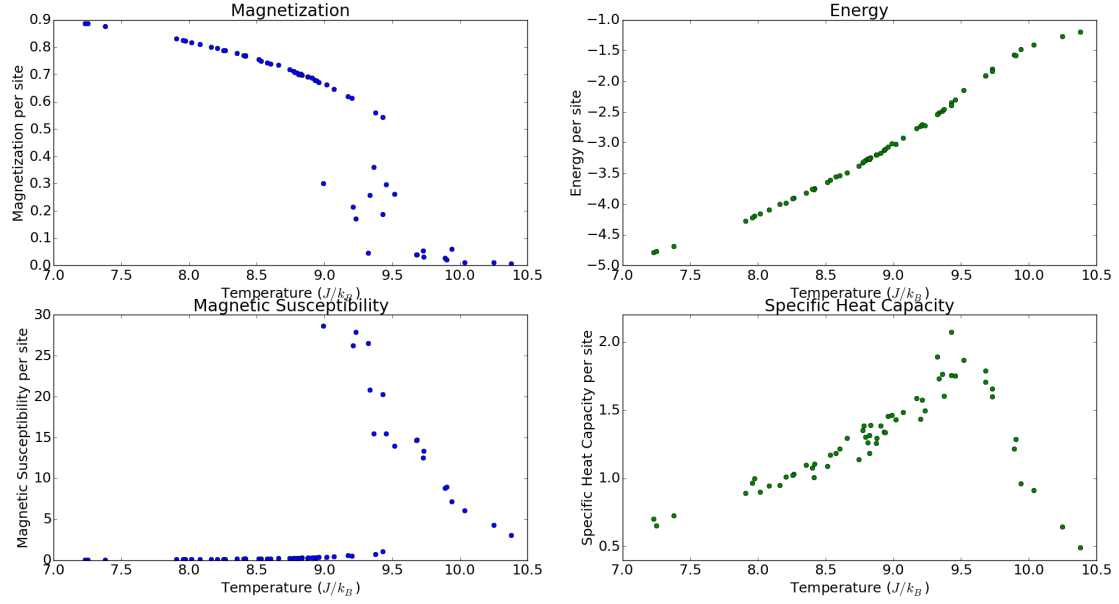 Magnetization
Magnetization per site
0.9
0.8
0.7
0.6
0.5
0.4
0.3
0.2
0.1
0.0
7.0 7.5 8.0 8.5 9.0 9.5 10.0 10.5
Temperature (J/k_B)
Energy
Energy per site
−1.0
−1.5
−2.0
−2.5
−3.0
−3.5
−4.0
−4.5
−5.0
7.0 7.5 8.0 8.5 9.0 9.5 10.0 10.5
Temperature (J/k_B)
Magnetic Susceptibility
Magnetic Susceptibility per site
30
25
20
15
10
5
0
7.0 7.5 8.0 8.5 9.0 9.5 10.0 10.5
Temperature (J/k_B)
Specific Heat Capacity
Specific Heat Capacity per site
2.0
1.5
1.0
0.5
7.0 7.5 8.0 8.5 9.0 9.5 10.0 10.5
Temperature (J/k_B)